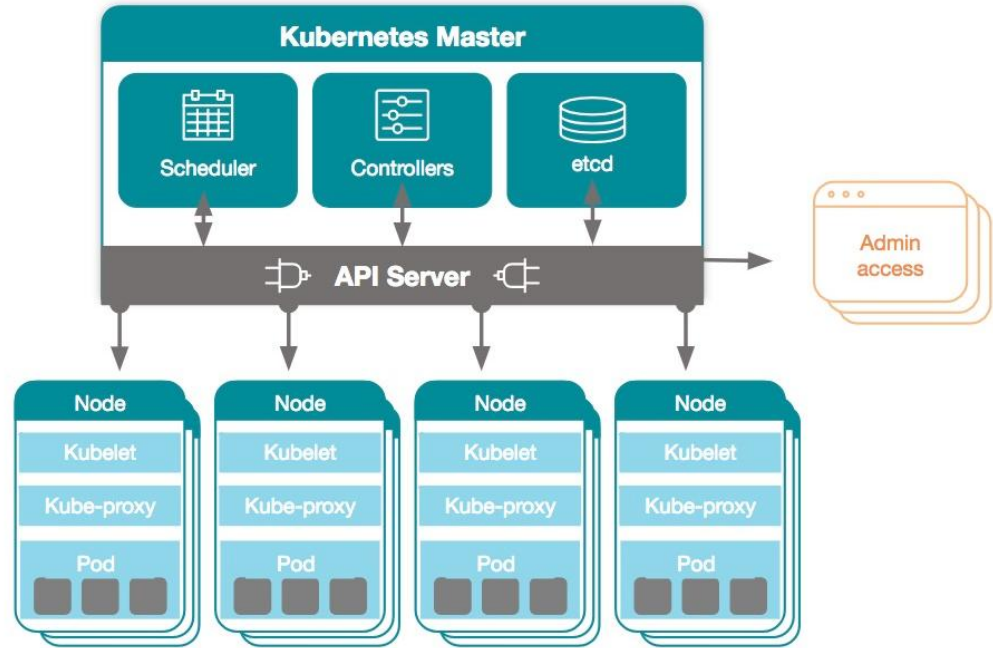 Kubernetes Master
Scheduler
Controllers
etcd
API Server
Admin
access
Node
Kubelet
Kube-proxy
Pod
Node
Kubelet
Kube-proxy
Pod
Node
Kubelet
Kube-proxy
Pod
Node
Kubelet
Kube-proxy
Pod